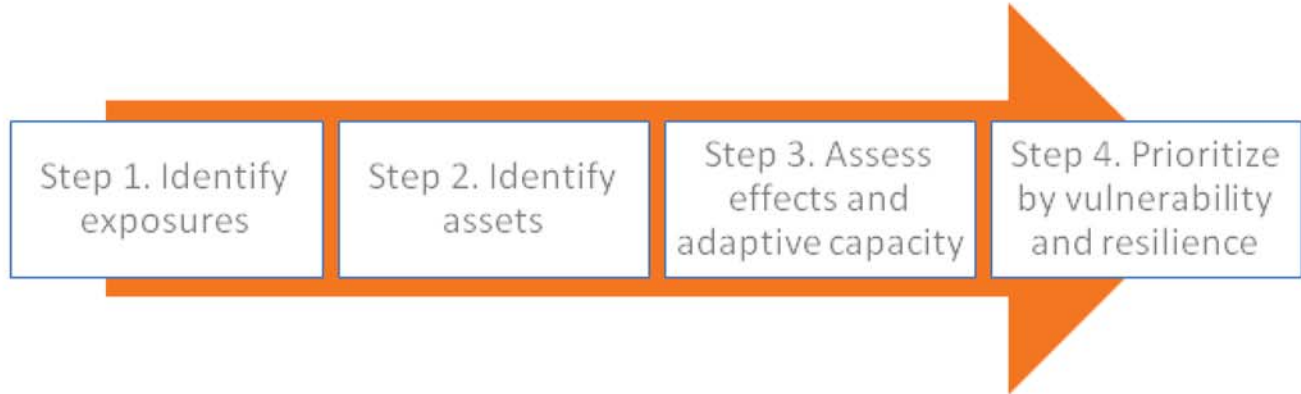 Step 1. Identify
exposures
Step 2. Identify
assets
Step 3. Assess
effects and
adaptive capacity
Step 4. Prioritize
by vulnerability
and resilience